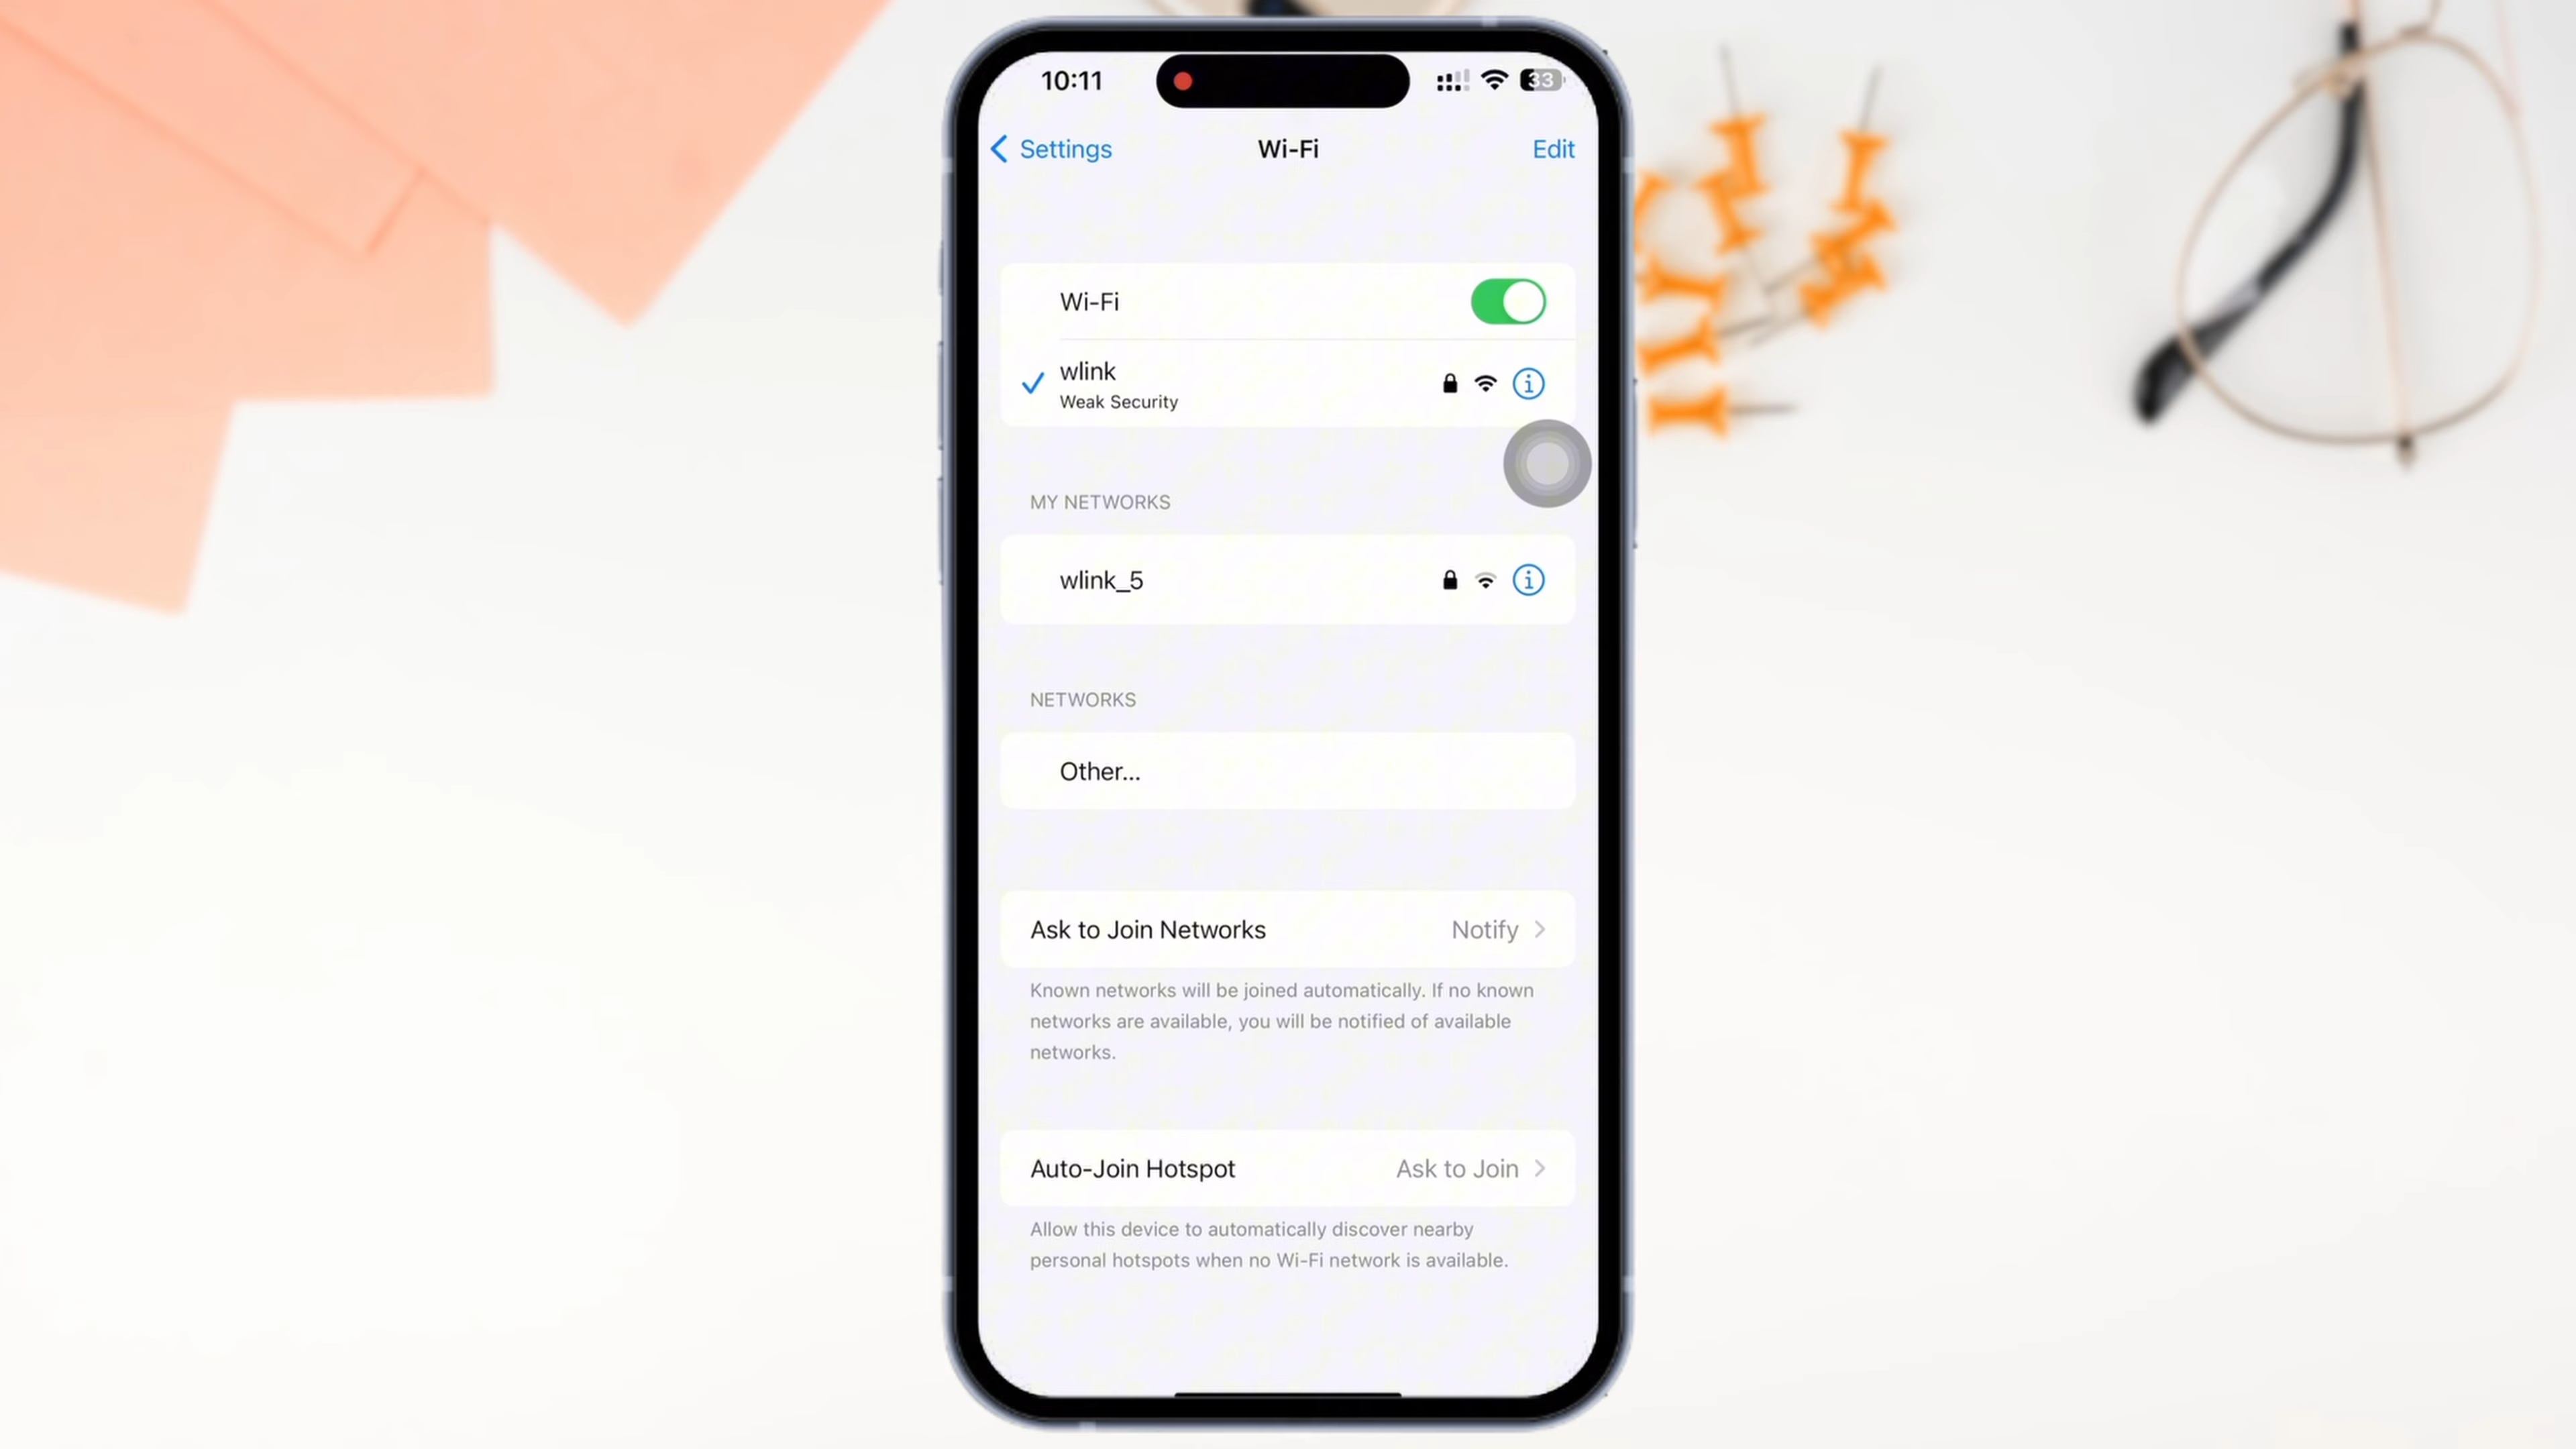 10:11
33
Settings
Wi-Fi
Edit
Wi-Fi
wlink
Weak Security
MY NETWORKS
wlink_5
NETWORKS
Other...
Ask to Join Networks
Notify
Known networks will be joined automatically. If no known
networks are available, you will be notified of available
networks.
Auto-Join Hotspot
Ask to Join
Allow this device to automatically discover nearby
personal hotspots when no Wi-Fi network is available.